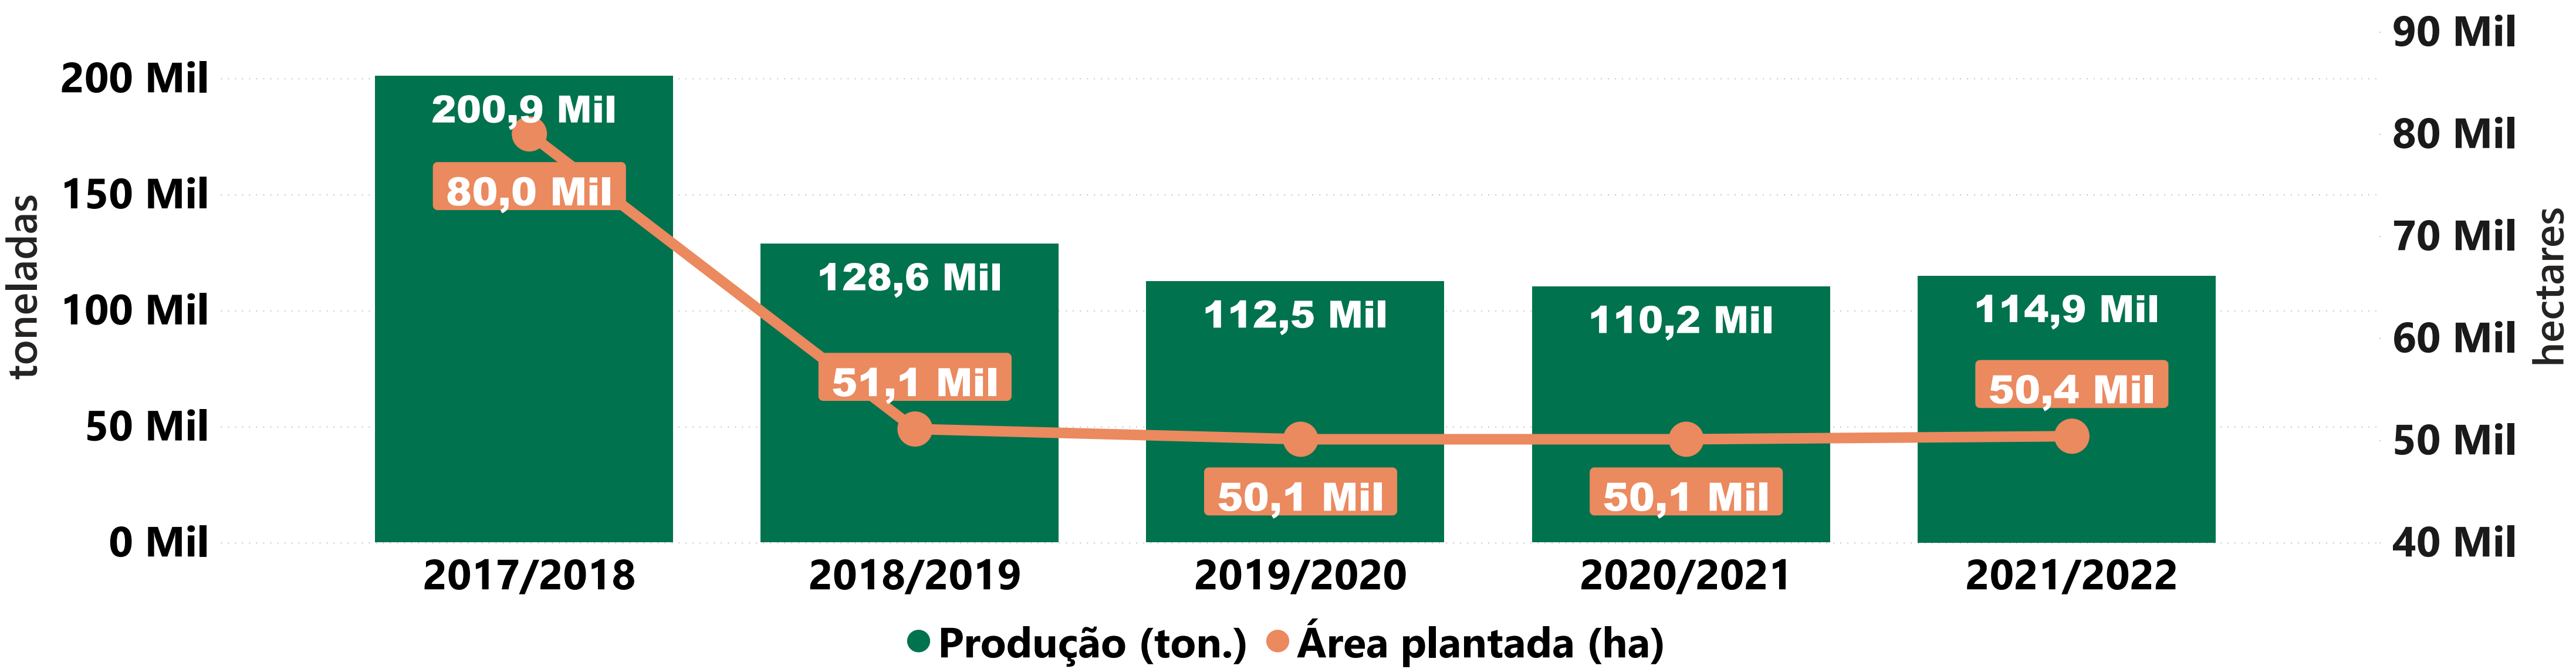 toneladas
200 Mil
150 Mil
100 Mil
50 Mil
0 Mil
200,9 Mil
128,6 Mil
112,5 Mil
110,2 Mil
114,9 Mil
80,0 Mil
51,1 Mil
50,1 Mil
50,1 Mil
50,4 Mil
90 Mil
80 Mil
70 Mil
60 Mil
50 Mil
40 Mil
hectares
2017/2018
2018/2019
2019/2020
2020/2021
2021/2022
Produção (ton.)
Área plantada (ha)